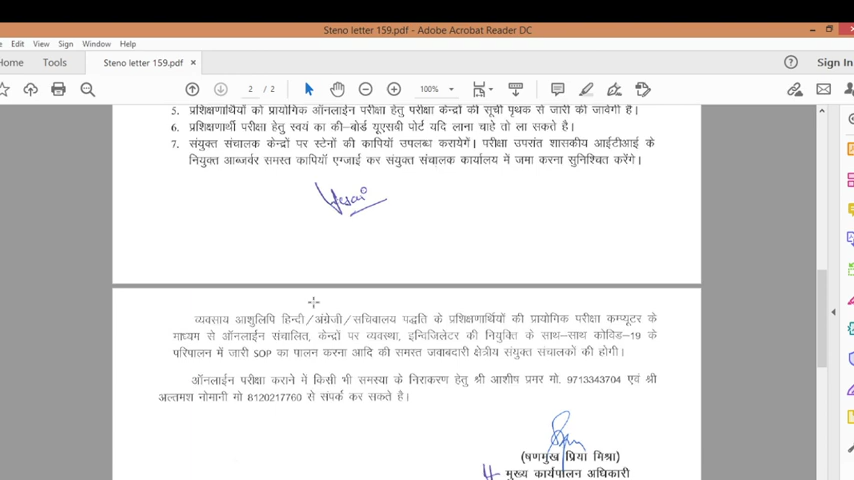 Steno letter 159.pdf - Adobe Acrobat Reader DC
Edit View Sign Window Help
Home Tools Steno letter 159.pdf × Sign In
2 / 2 100%
5. प्रशिक्षणार्थियों को प्रायोगिक ऑनलाईन परीक्षा हेतु परीक्षा केन्द्रों की सूची पृथक से जारी की जावेगी है।
6. प्रशिक्षणार्थी परीक्षा हेतु स्वयं का की–बोर्ड यूएसबी पोर्ट यदि लाना चाहे तो ला सकते है।
7. संयुक्त संचालक केन्द्रों पर स्टेनों की कापियों उपलब्ध करायेगें। परीक्षा उपरांत शासकीय आईटीआई के
नियुक्त आब्जर्वर समस्त कापियाँ एग्जाई कर संयुक्त संचालक कार्यालय में जमा करना सुनिश्चित करेंगे।
व्यवसाय आशुलिपि हिन्दी/अंग्रेजी/सचिवालय पद्धति के प्रशिक्षणार्थियों की प्रायोगिक परीक्षा कम्प्यूटर के
माध्यम से ऑनलाईन संचालित, केन्द्रों पर व्यवस्था, इन्विजिलेटर की नियुक्ति के साथ–साथ कोविड–19 के
परिपालन में जारी SOP का पालन करना आदि की समस्त जवाबदारी क्षेत्रीय संयुक्त संचालकों की होगी।
ऑनलाईन परीक्षा कराने में किसी भी समस्या के निराकरण हेतु श्री आशीष प्रगर मो. 9713343704 एवं श्री
अल्तमश नोमानी मो 8120217760 से संपर्क कर सकते है।
(षणमुख प्रिया मिश्रा)
मुख्य कार्यपालन अधिकारी